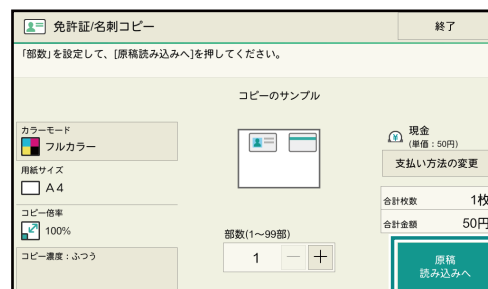 免許証/名刺コピー
終了
「部数」を設定して、[原稿読み込みへ]を押してください。
コピーのサンプル
カラーモード
フルカラー
用紙サイズ
A4
コピー倍率
100%
コピー濃度：ふつう
部数(1〜99部)
1
現金
(単価：50円)
支払い方法の変更
合計枚数 1枚
合計金額 50円
原稿
読み込みへ